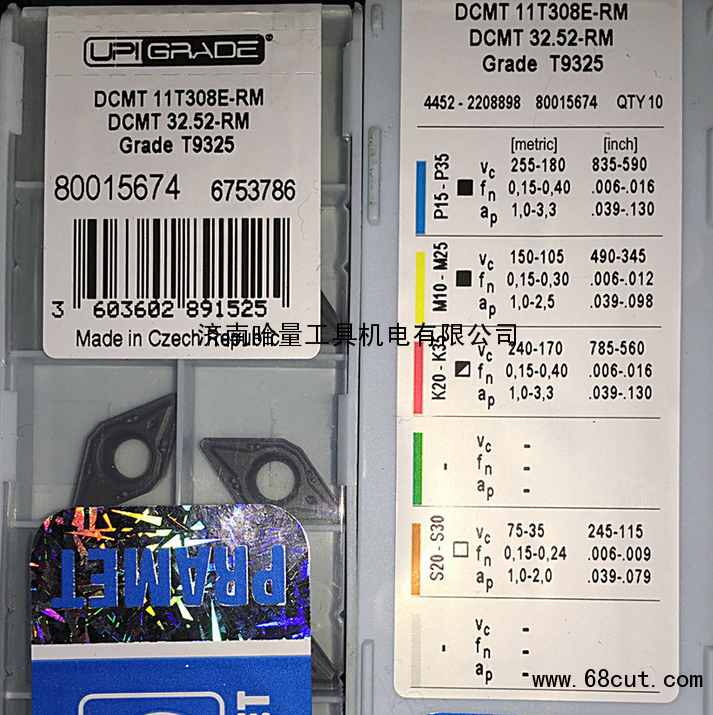 UPIGRADE®
DCMT 11T308E-RM
DCMT 32.52-RM
Grade T9325
80015674 6753786
3 603602 891525
Made in Czech Republic
济南哈量工具机电有限公司
PRAMET
DCMT 11T308E-RM
DCMT 32.52-RM
Grade T9325
4452-2208898 80015674 QTY 10
[metric] [inch]
P15 - P35
vc 255-180 835-590
fn 0,15-0,40 .006-.016
ap 1,0-3,3 .039-.130
M10 - M25
vc 150-105 490-345
fn 0,15-0,30 .006-.012
ap 1,0-2,5 .039-.098
vc 240-170 785-560
fn 0,15-0,40 .006-.016
ap 1,0-3,3 .039-.130
- vc -
fn -
ap -
S20 - S30
vc 75-35 245-115
fn 0,15-0,24 .006-.009
ap 1,0-2,0 .039-.079
- vc -
fn -
ap -
www.68cut.com